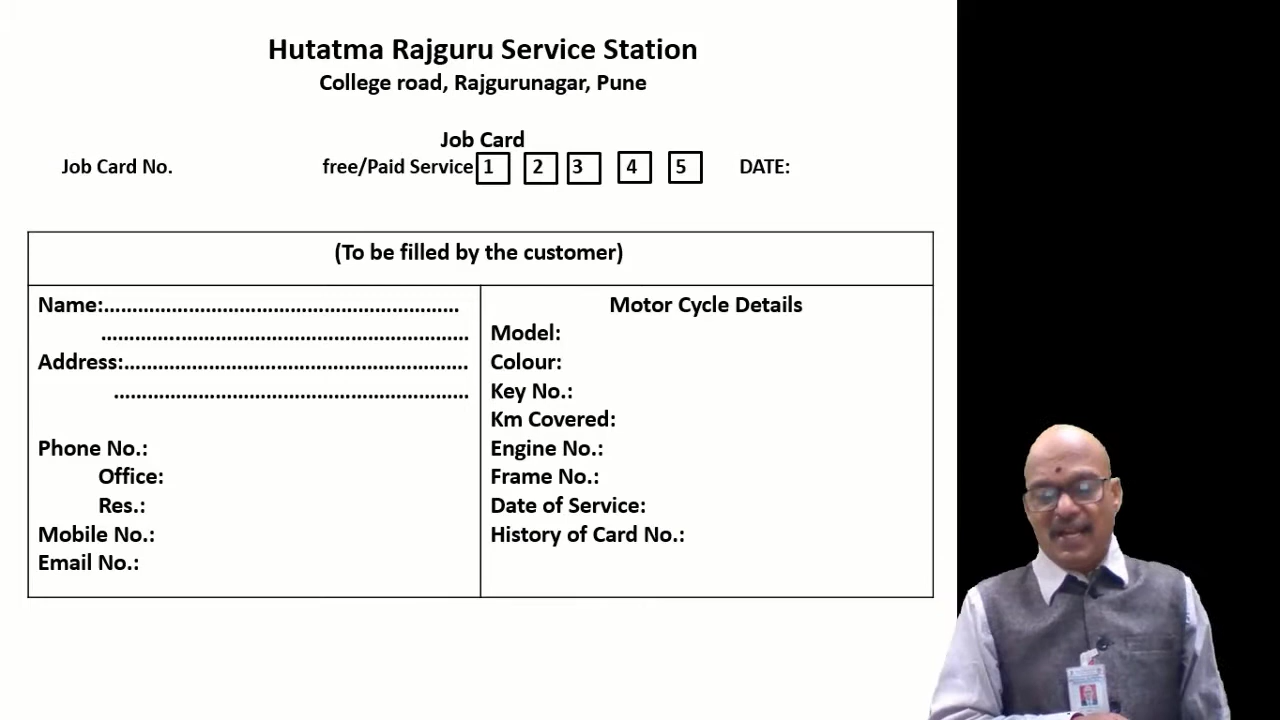 Hutatma Rajguru Service Station
College road, Rajgurunagar, Pune
Job Card
Job Card No. free/Paid Service 1 2 3 4 5 DATE:
(To be filled by the customer)
Name:...............................................................
.................................................................
Address:.............................................................
...............................................................
Phone No.:
Office:
Res.:
Mobile No.:
Email No.:
Motor Cycle Details
Model:
Colour:
Key No.:
Km Covered:
Engine No.:
Frame No.:
Date of Service:
History of Card No.: